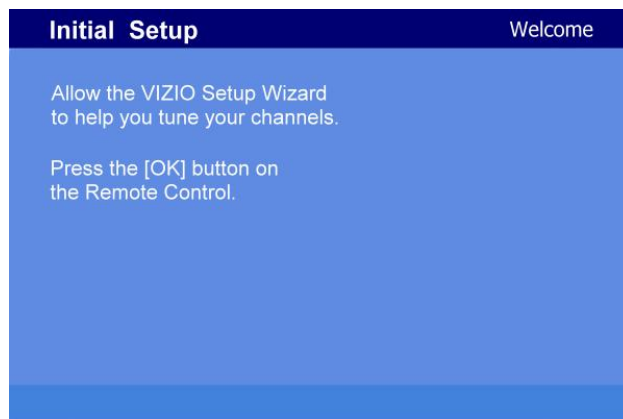 Initial Setup
Welcome
Allow the VIZIO Setup Wizard
to help you tune your channels.
Press the [OK] button on
the Remote Control.